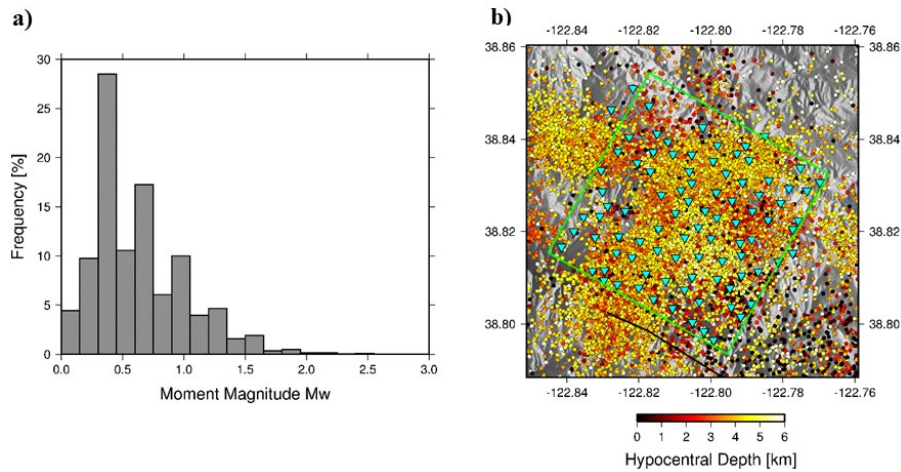 a)
b)
-122.84 -122.82 -122.80 -122.78 -122.76
30
25
20
15
10
5
0
Frequency [%]
0.0 0.5 1.0 1.5 2.0 2.5 3.0
Moment Magnitude Mw
38.86 38.86
38.84 38.84
38.82 38.82
38.80 38.80
-122.84 -122.82 -122.80 -122.78 -122.76
0 1 2 3 4 5 6
Hypocentral Depth [km]